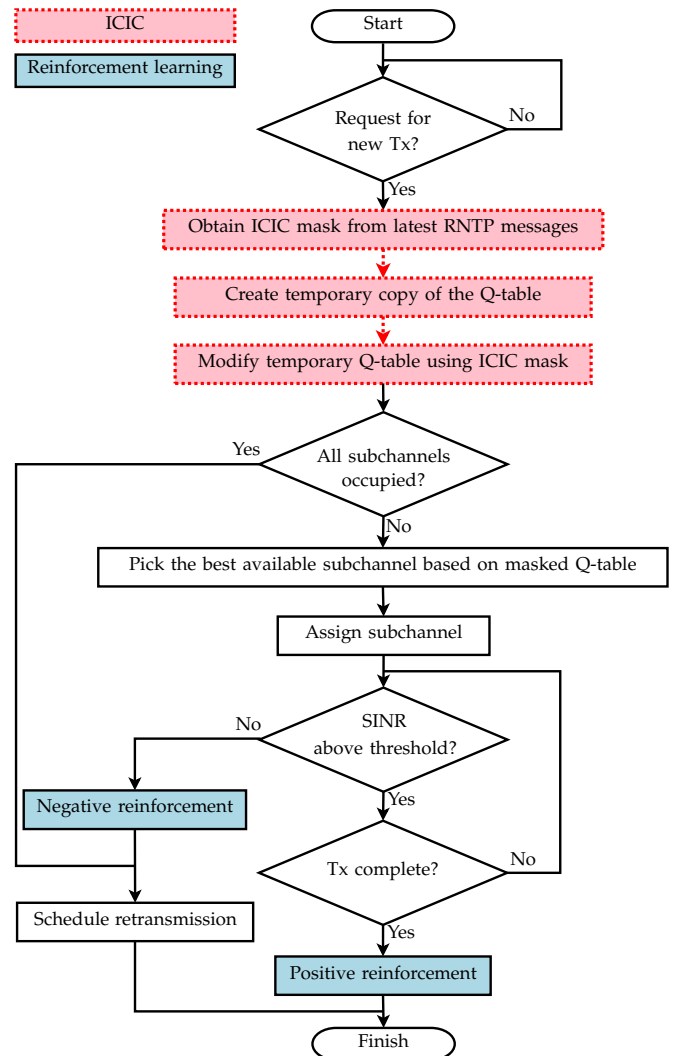 ICIC
Reinforcement learning
Start
Request for
new Tx?
No
Yes
Obtain ICIC mask from latest RNTP messages
Create temporary copy of the Q-table
Modify temporary Q-table using ICIC mask
Yes
All subchannels
occupied?
No
Pick the best available subchannel based on masked Q-table
Assign subchannel
No
SINR
above threshold?
Yes
Negative reinforcement
Tx complete?
No
Schedule retransmission
Yes
Positive reinforcement
Finish